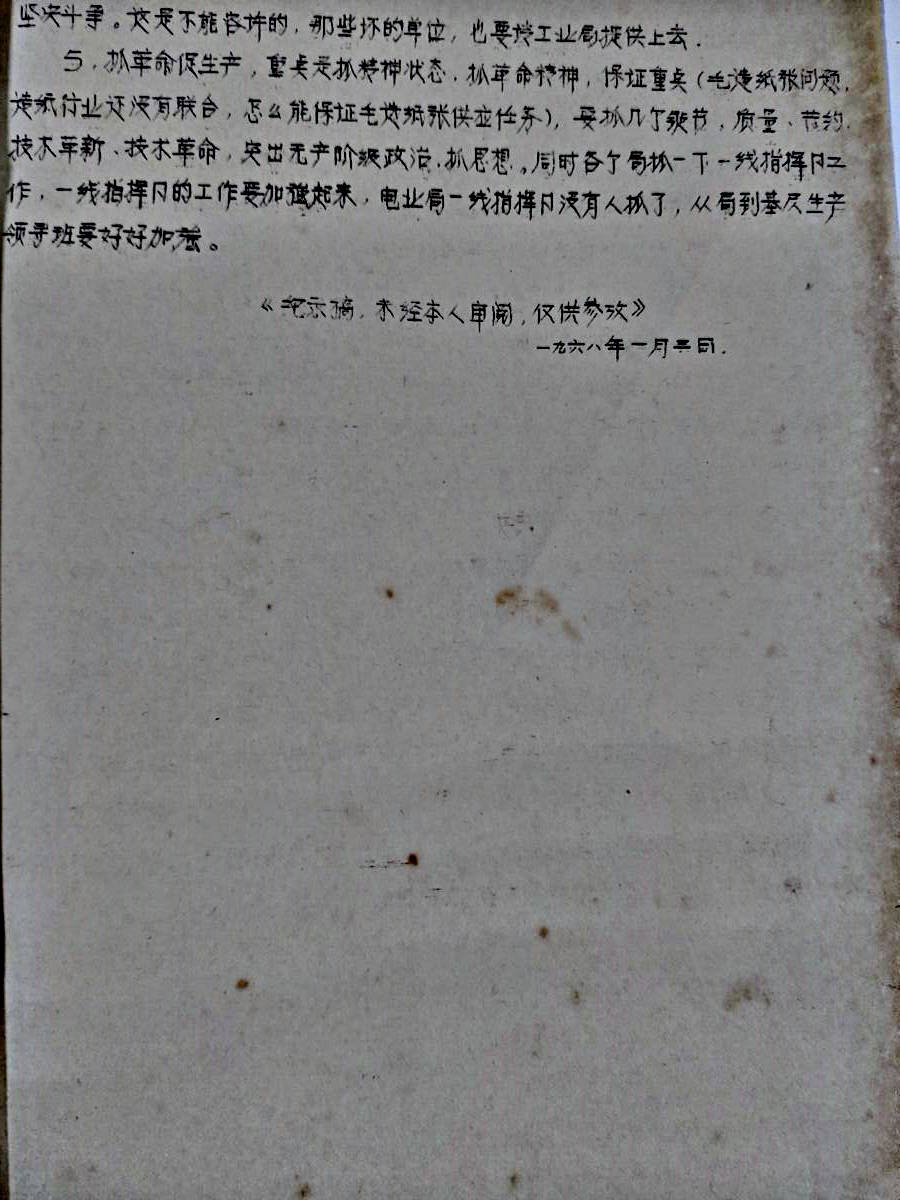 坚决斗争。这是不能容许的，那些坏的单位，也要党工业局提供上去.
5、抓革命促生产，重点是抓精神状态.抓革命精神，保证重点（毛选纸张问题.
造纸行业还没有联合，怎么能保证毛选纸张供应任务），要抓几个环节，质量、节约.
技术革新、技术革命，突出无产阶级政治.抓思想。同时各个局抓一下一线指挥部工
作，一线指挥部的工作要加强起来，电业局一线指挥部没有人抓了，从局到基层生产
领导班要好好加强。
《纪录稿.未经本人审阅，仅供参攷》
一九六八年一月三日.